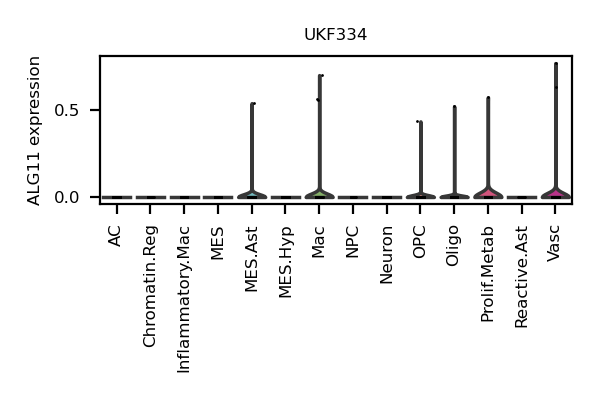 UKF334
ALG11 expression
0.5
0.0
AC
Chromatin.Reg
Inflammatory.Mac
MES
MES.Ast
MES.Hyp
Mac
NPC
Neuron
OPC
Oligo
Prolif.Metab
Reactive.Ast
Vasc